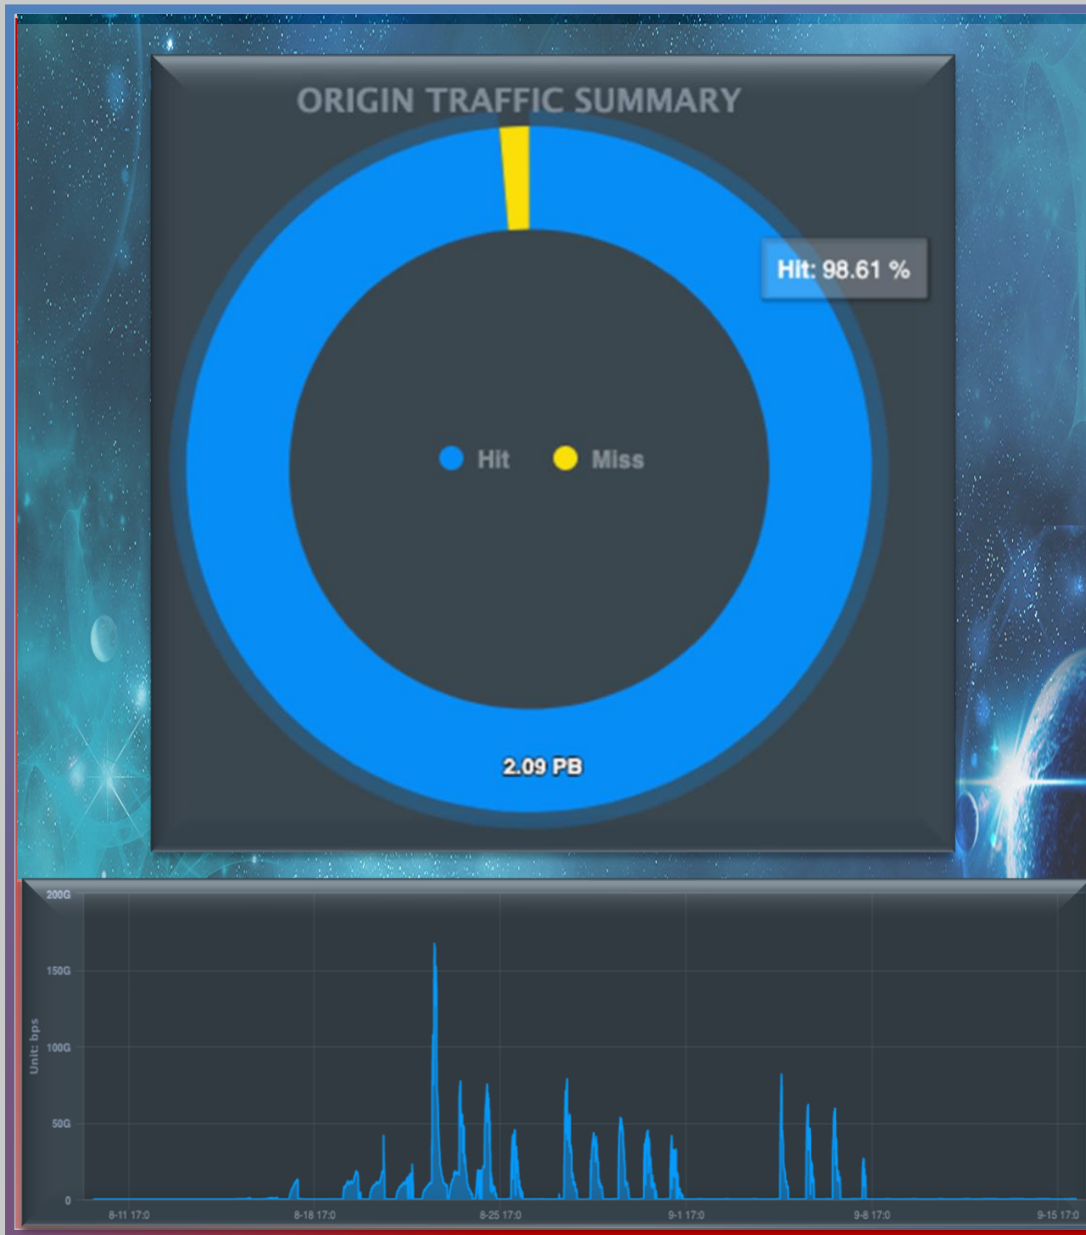 ORIGIN TRAFFIC SUMMARY
Hit: 98.61 %
Hit
Miss
2.09 PB
200G
150G
100G
50G
0
Unit: bps
8-11 17:0
8-18 17:0
8-25 17:0
9-1 17:0
9-8 17:0
9-15 17:0